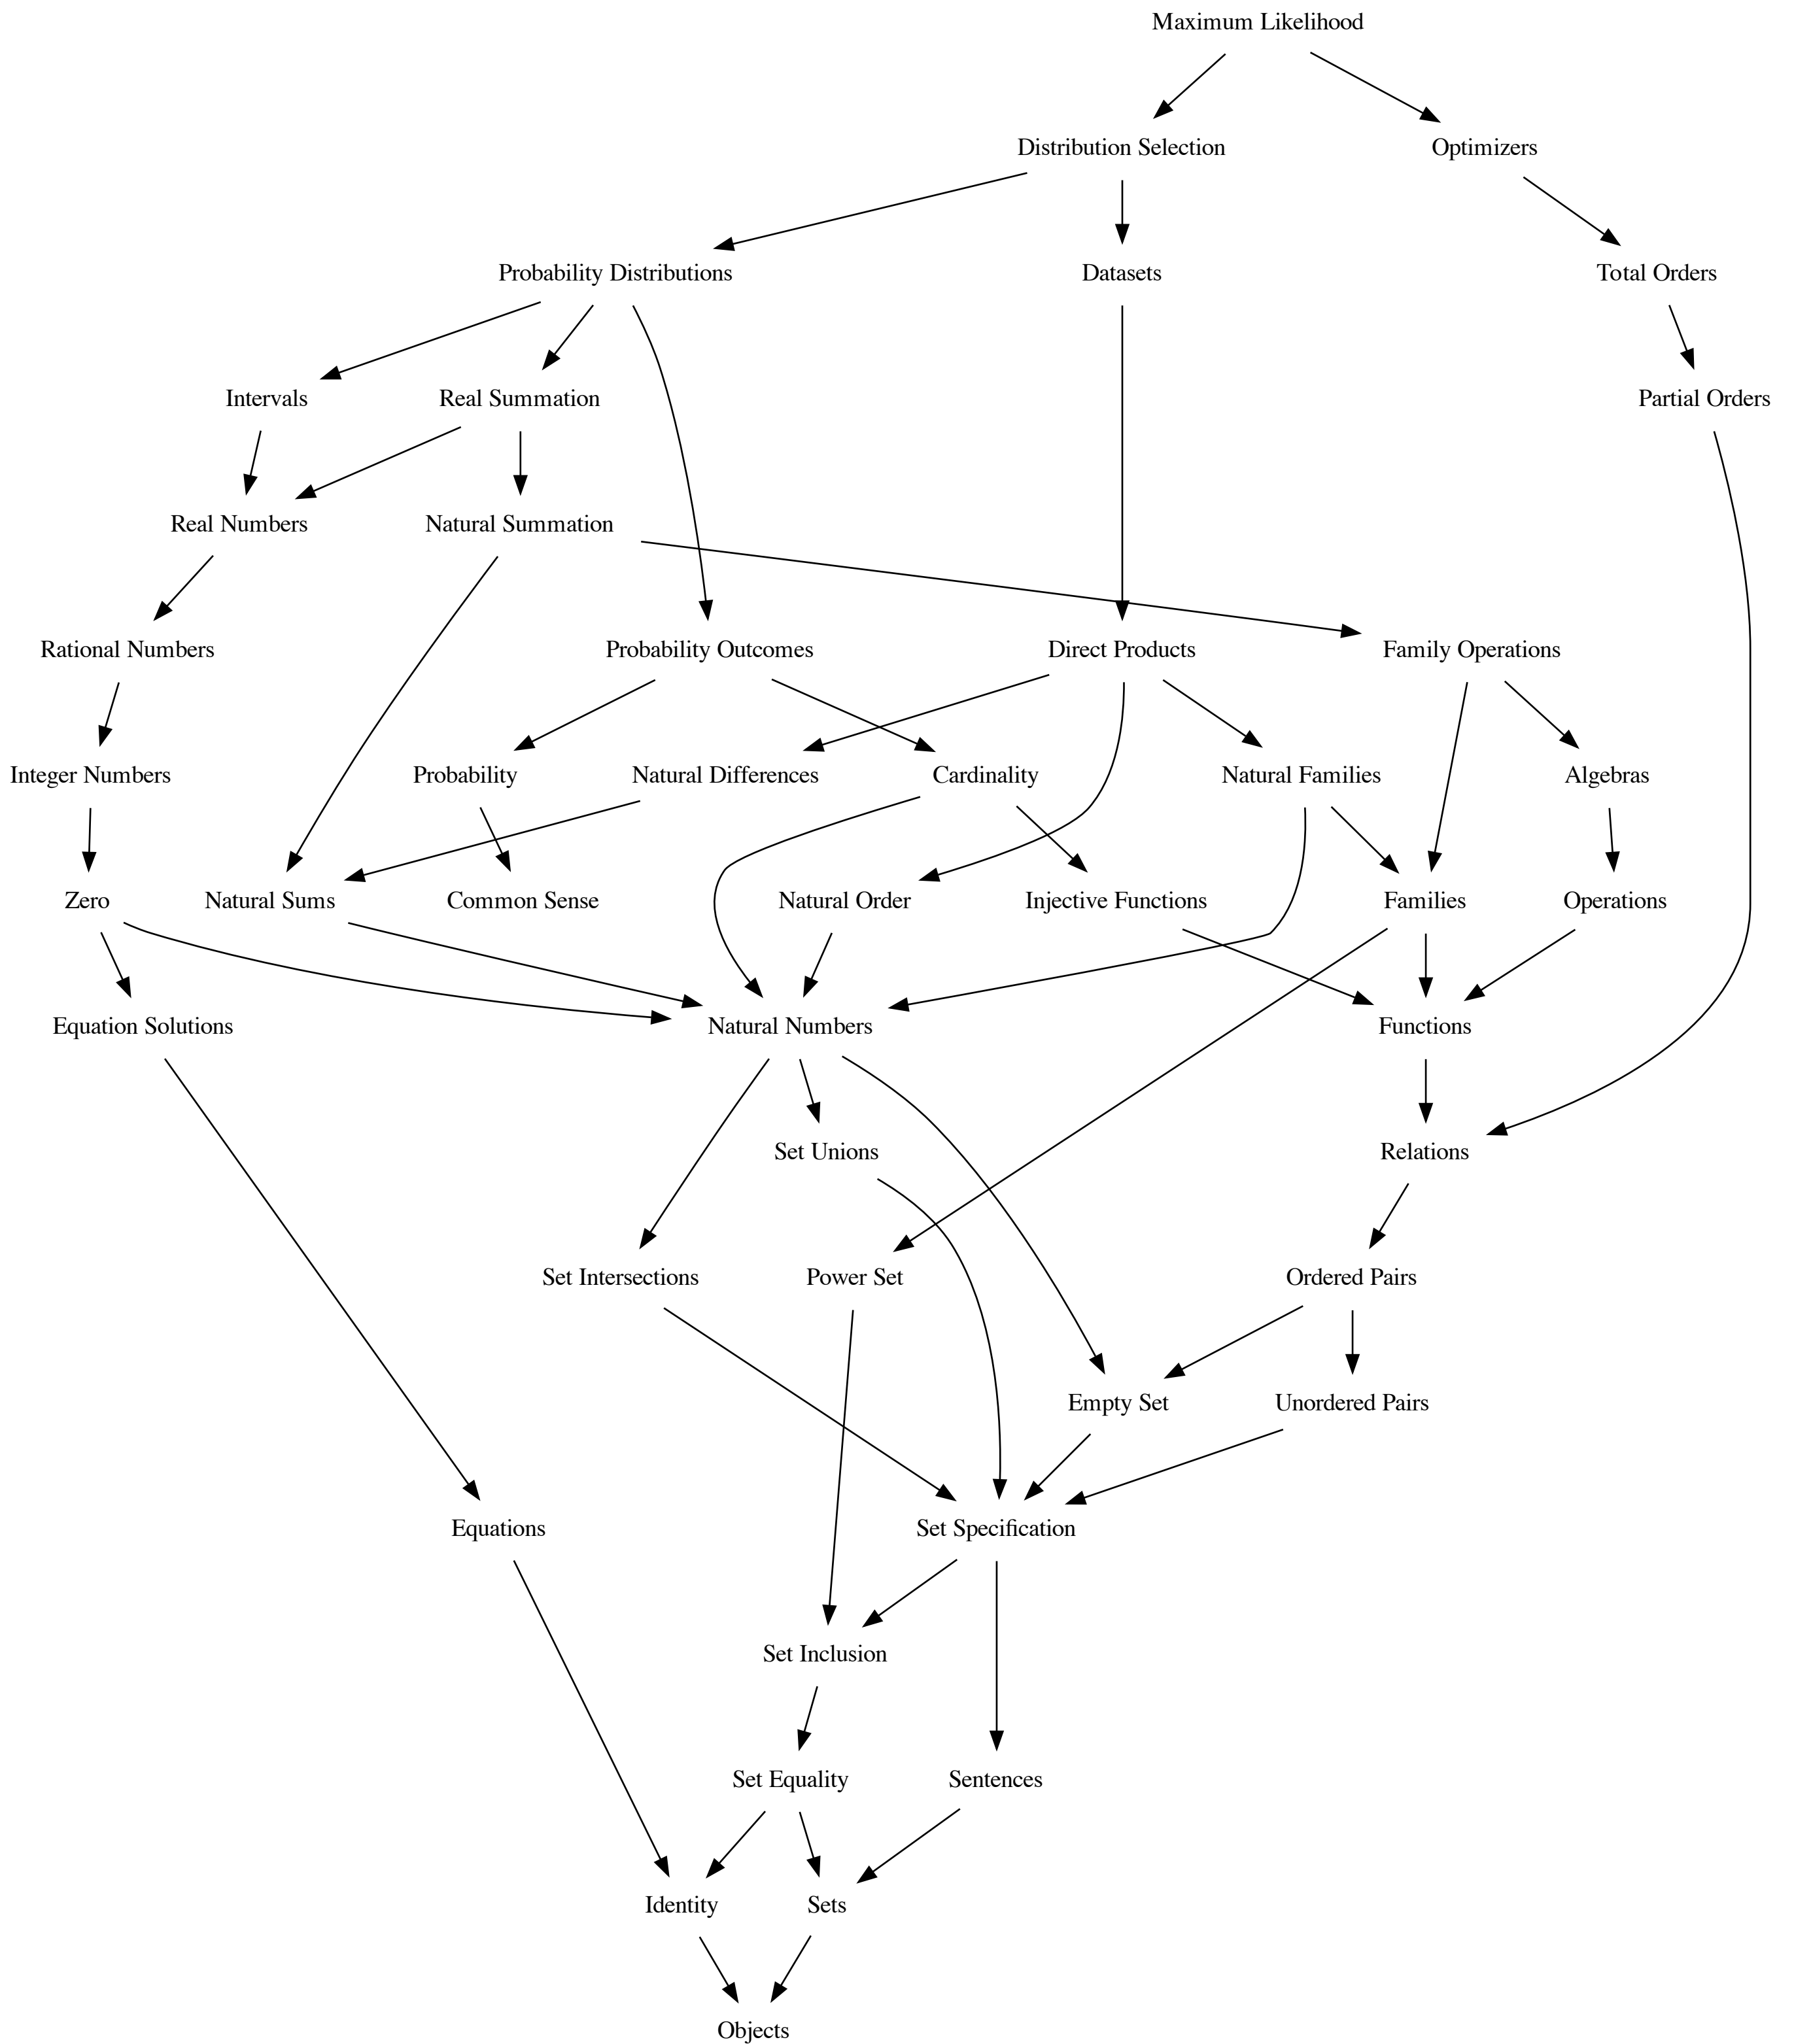 Maximum Likelihood
Distribution Selection
Optimizers
Probability Distributions
Datasets
Total Orders
Intervals
Real Summation
Partial Orders
Real Numbers
Natural Summation
Rational Numbers
Probability Outcomes
Direct Products
Family Operations
Integer Numbers
Probability
Natural Differences
Cardinality
Natural Families
Algebras
Zero
Natural Sums
Common Sense
Natural Order
Injective Functions
Families
Operations
Equation Solutions
Natural Numbers
Functions
Set Unions
Relations
Set Intersections
Power Set
Ordered Pairs
Empty Set
Unordered Pairs
Equations
Set Specification
Set Inclusion
Set Equality
Sentences
Identity
Sets
Objects